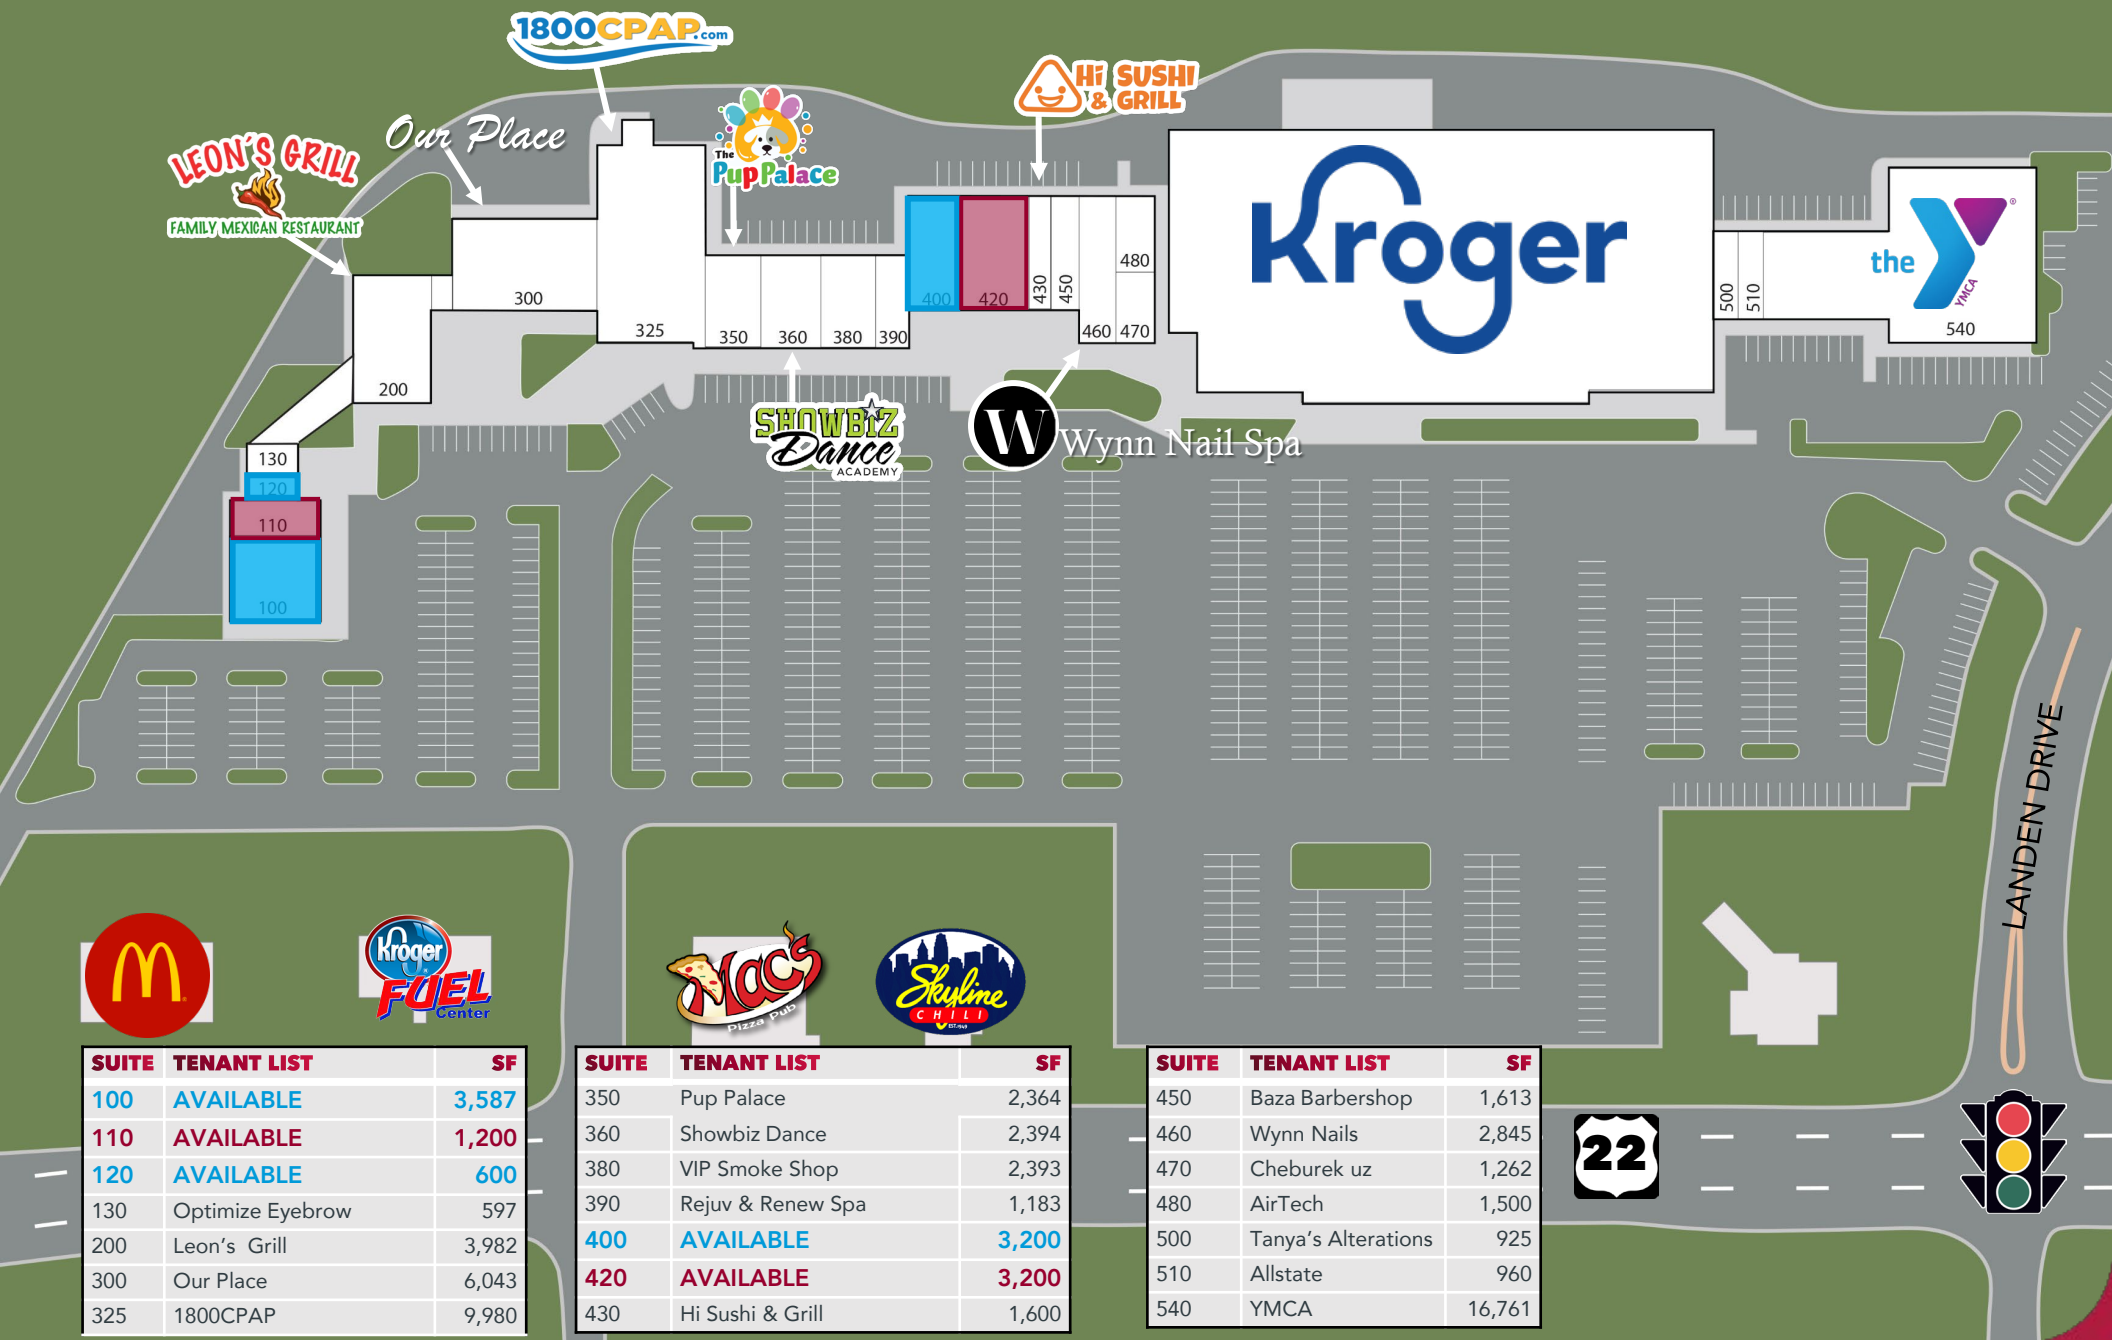 1800CPAP.com
Hi SUSHI
& GRILL
LEON'S GRILL
FAMILY MEXICAN RESTAURANT
Our Place
The
Pup Palace
Kroger
the Y
YMCA
®
300
325
350
360
380
390
400
420
430
450
460
470
480
500
510
540
200
130
120
110
100
SHOWBIZ
Dance
ACADEMY
W Wynn Nail Spa
LANDEN DRIVE
M
Kroger
FUEL
Center
Mac's
Pizza Pub
Skyline
CHILI
EST. 1949
22
SUITE TENANT LIST SF
100 AVAILABLE 3,587
110 AVAILABLE 1,200
120 AVAILABLE 600
130 Optimize Eyebrow 597
200 Leon's Grill 3,982
300 Our Place 6,043
325 1800CPAP 9,980
SUITE TENANT LIST SF
350 Pup Palace 2,364
360 Showbiz Dance 2,394
380 VIP Smoke Shop 2,393
390 Rejuv & Renew Spa 1,183
400 AVAILABLE 3,200
420 AVAILABLE 3,200
430 Hi Sushi & Grill 1,600
SUITE TENANT LIST SF
450 Baza Barbershop 1,613
460 Wynn Nails 2,845
470 Cheburek uz 1,262
480 AirTech 1,500
500 Tanya's Alterations 925
510 Allstate 960
540 YMCA 16,761